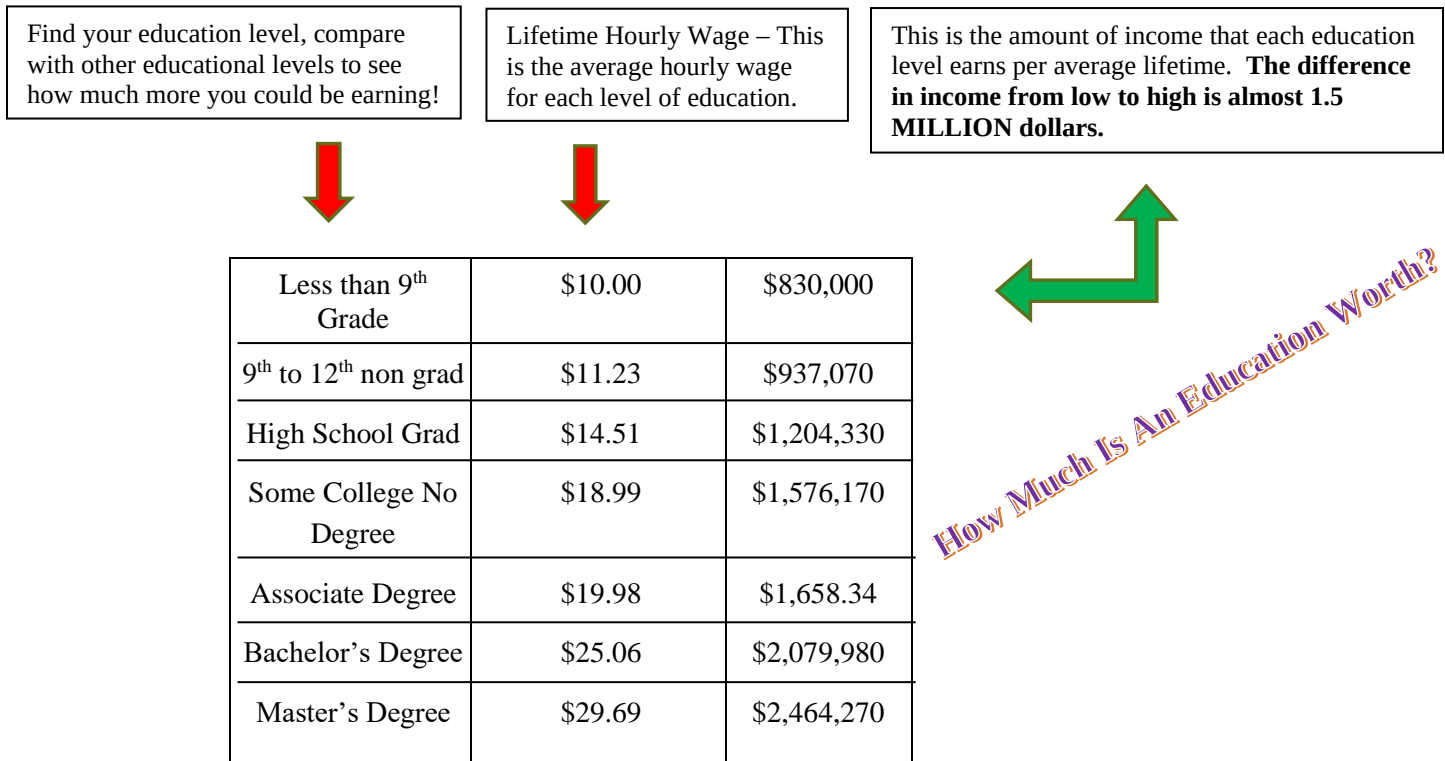 Find your education level, compare
with other educational levels to see
how much more you could be earning!
Lifetime Hourly Wage – This
is the average hourly wage
for each level of education.
This is the amount of income that each education
level earns per average lifetime. The difference
in income from low to high is almost 1.5
MILLION dollars.
Less than 9th $10.00 $830,000
Grade
9th to 12th non grad $11.23 $937,070
High School Grad $14.51 $1,204,330
Some College No $18.99 $1,576,170
Degree
Associate Degree $19.98 $1,658.34
Bachelor’s Degree $25.06 $2,079,980
Master’s Degree $29.69 $2,464,270
How Much Is An Education Worth?